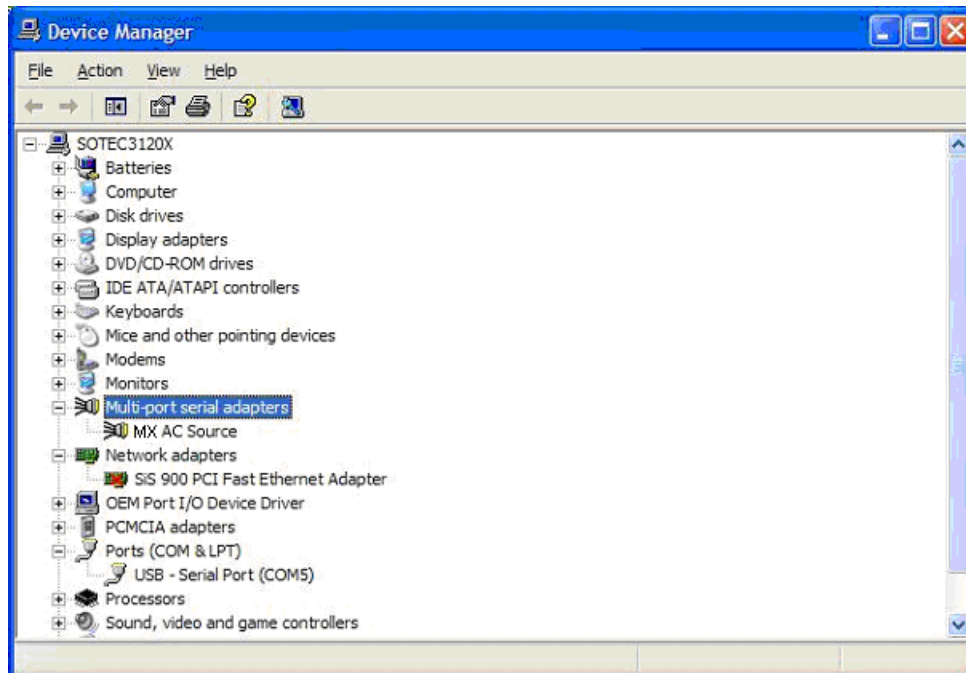 Device Manager
File Action View Help
SOTEC3120X
Batteries
Computer
Disk drives
Display adapters
DVD/CD-ROM drives
IDE ATA/ATAPI controllers
Keyboards
Mice and other pointing devices
Modems
Monitors
Multi-port serial adapters
MX AC Source
Network adapters
SiS 900 PCI Fast Ethernet Adapter
OEM Port I/O Device Driver
PCMCIA adapters
Ports (COM & LPT)
USB - Serial Port (COM5)
Processors
Sound, video and game controllers